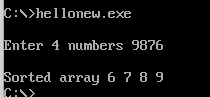 C:\>hellonew.exe
Enter 4 numbers 9876
Sorted array 6 7 8 9
C:\>